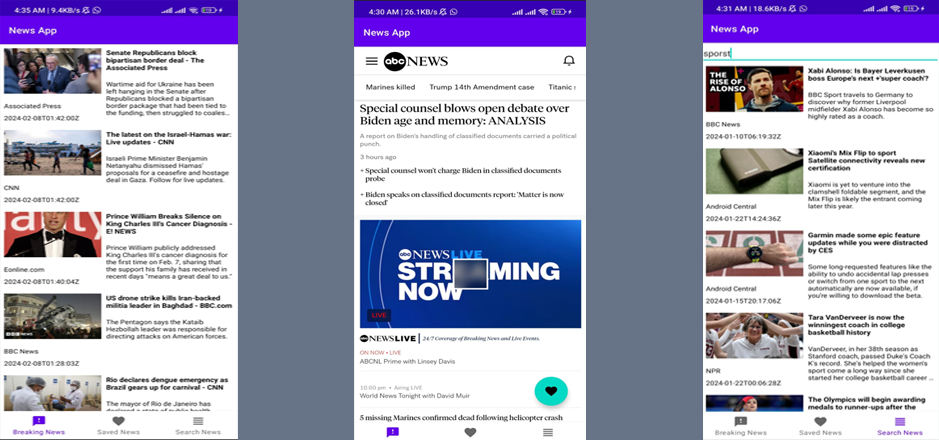 4:35 AM | 9.4KB/s
News App
Senate Republicans block
bipartisan border deal - The
Associated Press
Wartime aid for Ukraine has been
left hanging in the Senate
after Republicans blocked a
bipartisan border package that
had been tied to
the funding, then struggled to coales...
Associated Press
2024-02-08T01:42:00Z
The latest on the Israel-Hamas war:
Live updates - CNN
Israeli Prime Minister Benjamin
Netanyahu dismissed Hamas'
proposals for a ceasefire and hostage
deal in Gaza. Follow for live updates.
CNN
2024-02-08T01:42:00Z
Prince William Breaks Silence on
King Charles III's Cancer Diagnosis -
E! NEWS
Prince William publicly addressed
King Charles III's cancer diagnosis
for the first time on Feb. 7, sharing that
the support his family has received in
recent days "means a great deal to us."
Eonline.com
2024-02-08T01:40:04Z
US drone strike kills Iran-backed
militia leader in Baghdad - BBC.com
The Pentagon says the Kataib
Hezbollah leader was responsible for
directing attacks on American forces.
BBC NEWS
BBC News
2024-02-08T01:28:03Z
Rio declares dengue emergency as
Brazil gears up for carnival - CNN
The mayor of Rio de Janeiro has
Breaking News
Saved News
Search News
4:30 AM | 26.1KB/s
News App
abc NEWS
Marines killed
Trump 14th Amendment case
Titanic
Special counsel blows open debate over
Biden age and memory: ANALYSIS
A report on Biden's handling of classified documents carried a political
punch.
3 hours ago
+ Special counsel won't charge Biden in classified documents
probe
+ Biden speaks on classified documents report: 'Matter is now
closed'
abc NEWS LIVE
STR MING
NOW
LIVE
abc NEWS LIVE | 24/7 Coverage of Breaking News and Live Events.
ON NOW • LIVE
ABCNL Prime with Linsey Davis
10:00 pm • Airing LIVE
World News Tonight with David Muir
5 missing Marines confirmed dead following helicopter crash
4:31 AM | 18.6KB/s
News App
sporst
THE
RISE OF
ALONSO
Xabi Alonso: Is Bayer Leverkusen
boss Europe's next +'super coach'?
BBC Sport travels to Germany to
discover why former Liverpool
midfielder Xabi Alonso has become so
highly rated as a coach.
BBC News
2024-01-10T06:19:32Z
Xiaomi's Mix Flip to sport
Satellite connectivity reveals new
certification
Xiaomi is yet to venture into the
clamshell foldable segment, and the
Mix Flip is likely the entrant coming
later this year.
Android Central
2024-01-22T14:24:36Z
Garmin made some epic feature
updates while you were distracted
by CES
Some long-requested features like the
ability to undo accidental lap presses
or switch from one sport to the next
automatically are now available, if
you're willing to download the beta.
Android Central
2024-01-15T20:17:06Z
Tara VanDerveer is now the
winningest coach in college
basketball history
VanDerveer, in her 38th season as
Stanford coach, passed Duke's Coach
K's record. She's helped the women's
sport come a long way since she
started her college basketball career ...
NPR
2024-01-22T00:06:28Z
The Olympics will begin awarding
medals to runners-up after the
Breaking News
Saved News
Search News